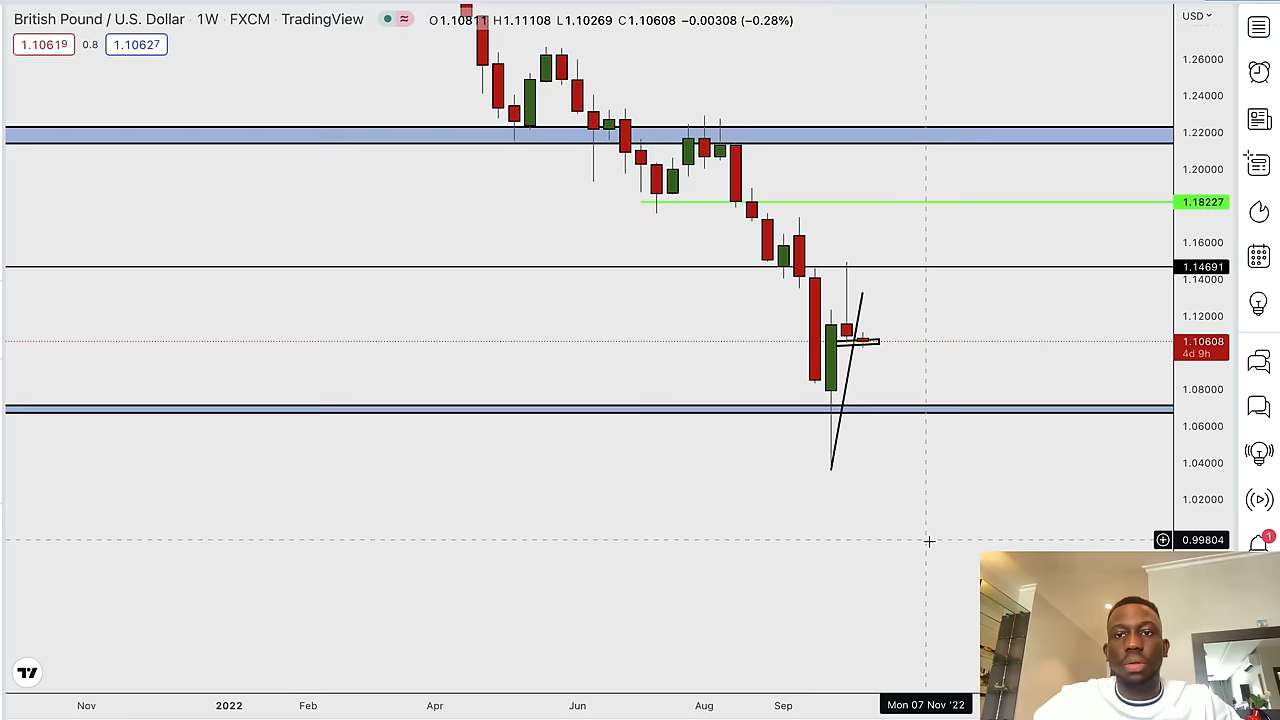 British Pound / U.S. Dollar · 1W · FXCM · TradingView
O1.10811 H1.11108 L1.10269 C1.10608 −0.00308 (−0.28%)
USD
1.10619 0.8 1.10627
1.26000
1.24000
1.22000
1.20000
1.18227
1.16000
1.14691
1.14000
1.12000
1.10608
4d 9h
1.08000
1.06000
1.04000
1.02000
0.99804
1
Nov 2022 Feb Apr Jun Aug Sep Mon 07 Nov '22